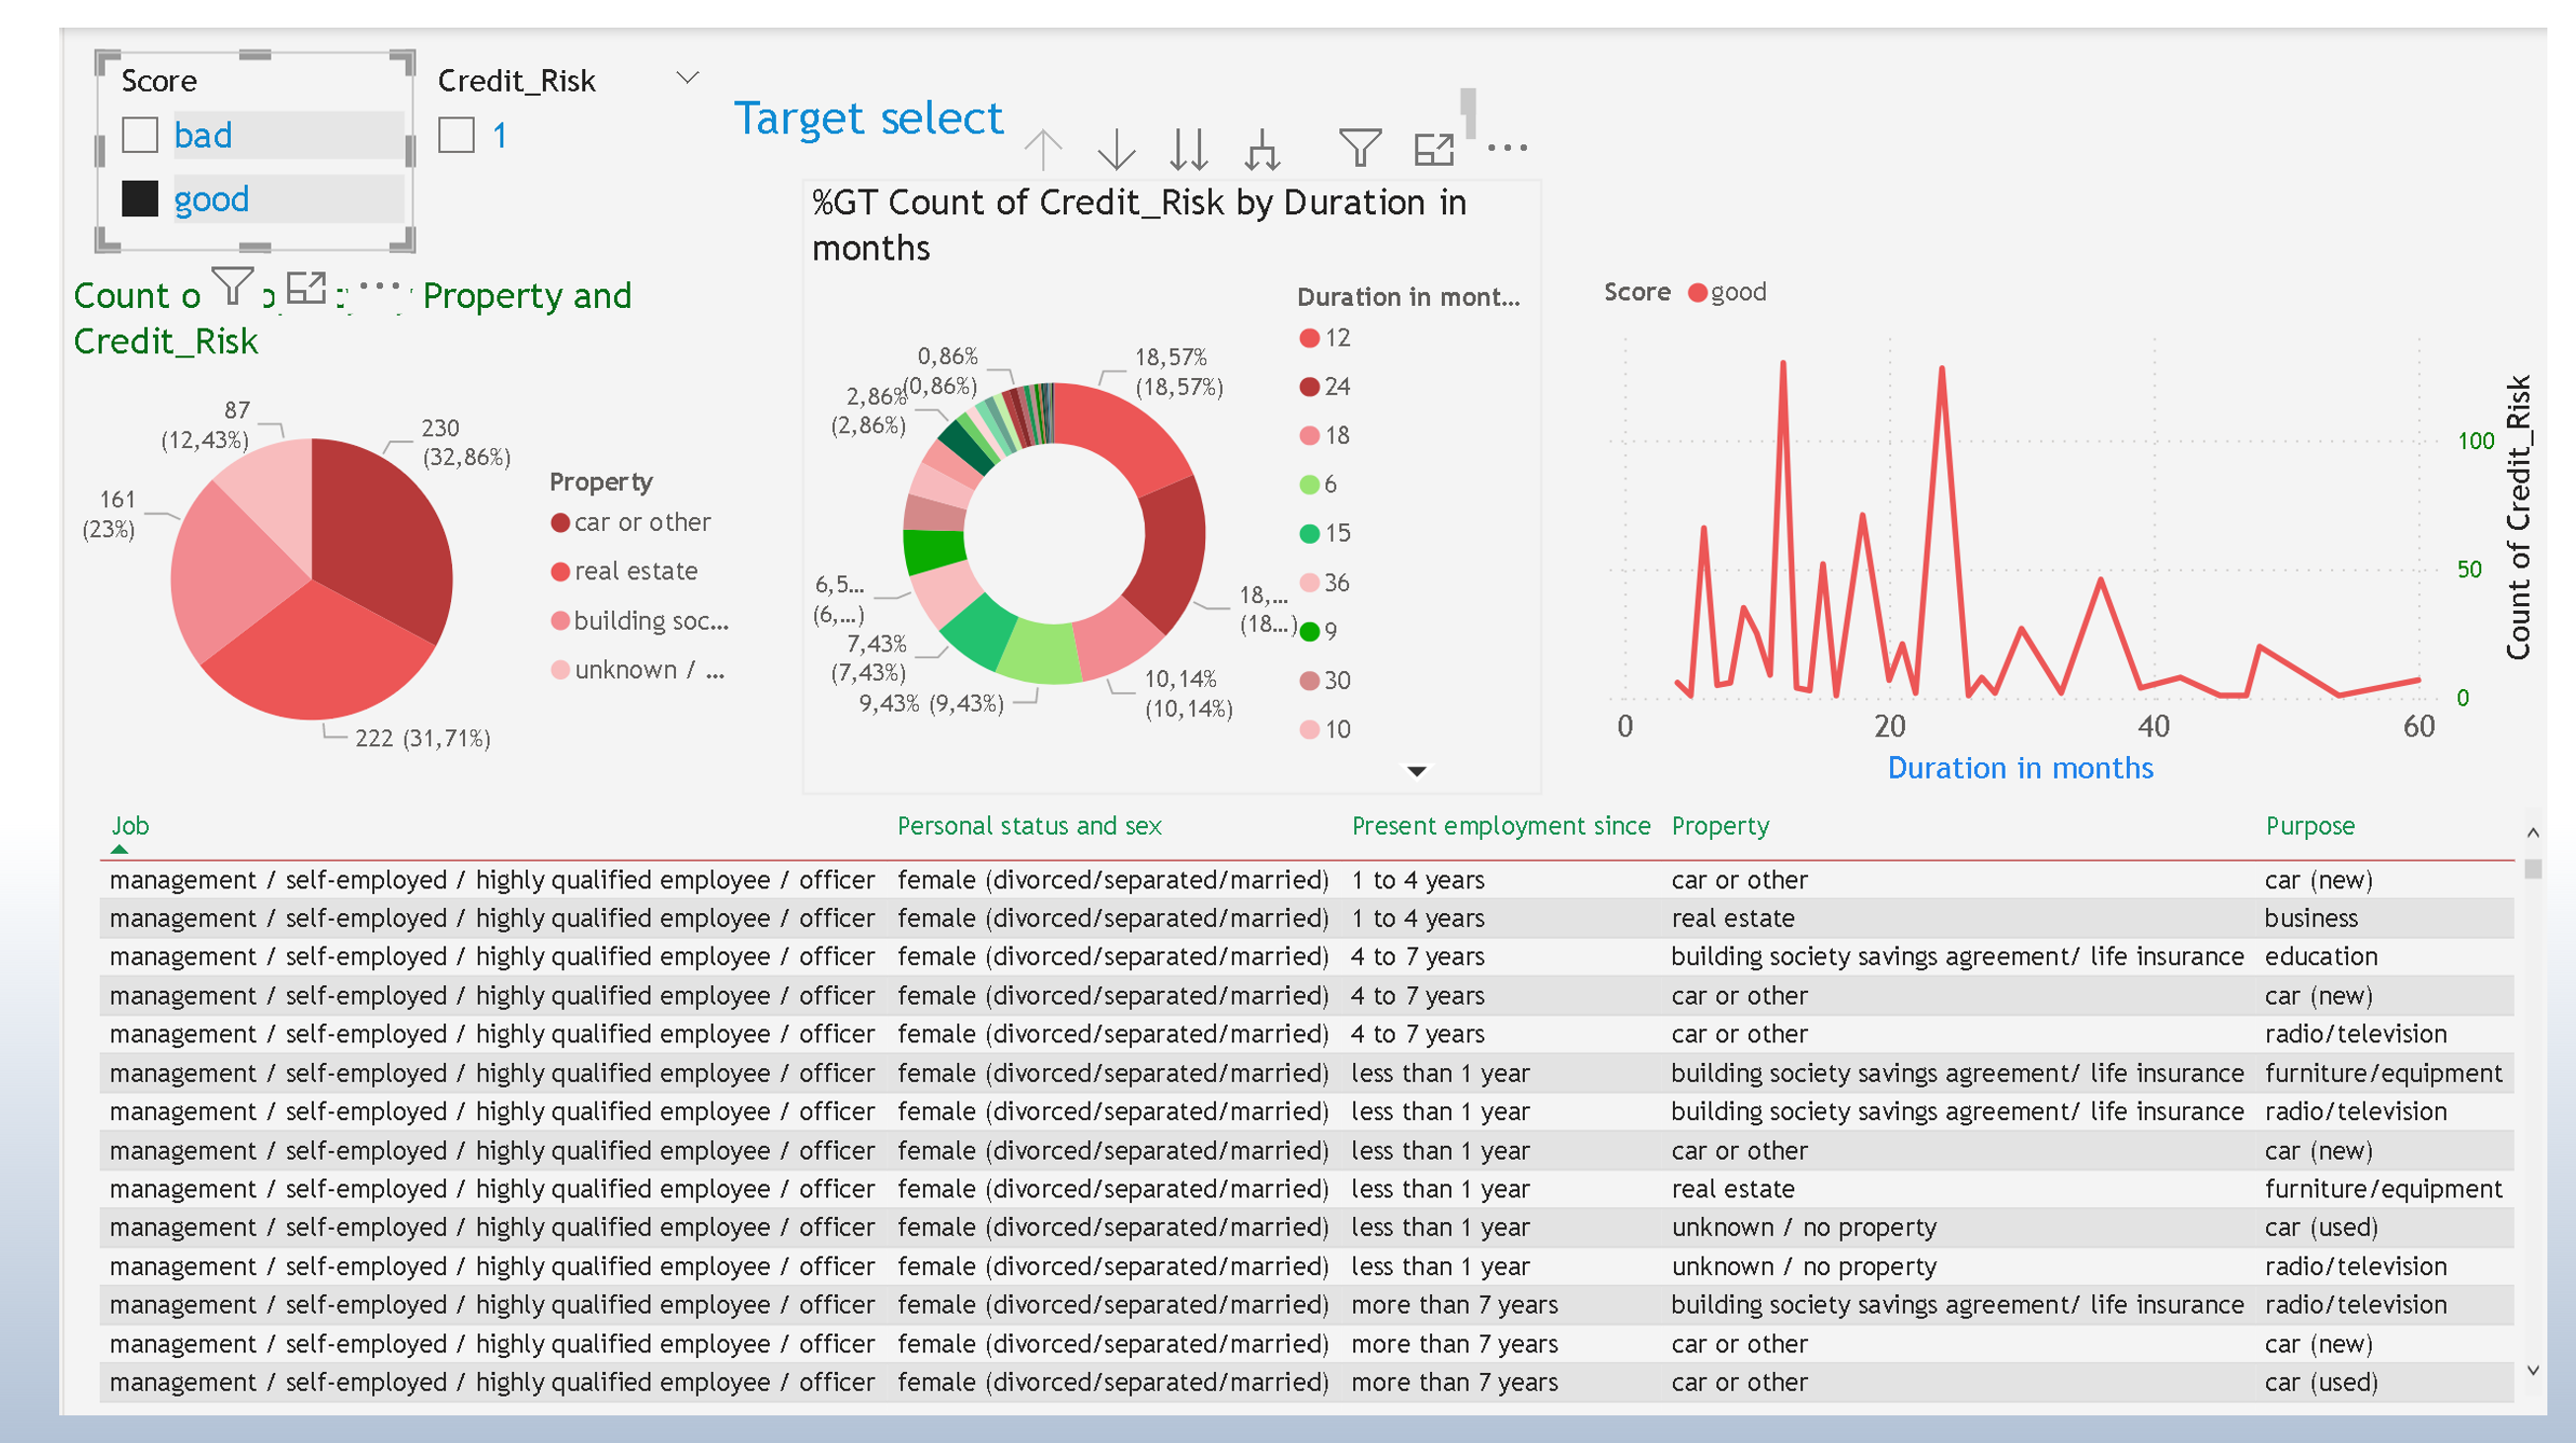 Score
bad
good
Credit_Risk
1
Target select
Count o
Property and
Credit_Risk
87
(12,43%)
230
(32,86%)
161
(23%)
222 (31,71%)
Property
car or other
real estate
building soc...
unknown / ...
%GT Count of Credit_Risk by Duration in
months
0,86%
(0,86%)
2,86%
(2,86%)
18,57%
(18,57%)
6,5...
(6,...)
18,...
(18...)
7,43%
(7,43%)
9,43% (9,43%)
10,14%
(10,14%)
Duration in mont...
12
24
18
6
15
36
9
30
10
Score good
100
50
0
Count of Credit_Risk
0 20 40 60
Duration in months
Job Personal status and sex Present employment since Property Purpose
management / self-employed / highly qualified employee / officer female (divorced/separated/married) 1 to 4 years car or other car (new)
management / self-employed / highly qualified employee / officer female (divorced/separated/married) 1 to 4 years real estate business
management / self-employed / highly qualified employee / officer female (divorced/separated/married) 4 to 7 years building society savings agreement/ life insurance education
management / self-employed / highly qualified employee / officer female (divorced/separated/married) 4 to 7 years car or other car (new)
management / self-employed / highly qualified employee / officer female (divorced/separated/married) 4 to 7 years car or other radio/television
management / self-employed / highly qualified employee / officer female (divorced/separated/married) less than 1 year building society savings agreement/ life insurance furniture/equipment
management / self-employed / highly qualified employee / officer female (divorced/separated/married) less than 1 year building society savings agreement/ life insurance radio/television
management / self-employed / highly qualified employee / officer female (divorced/separated/married) less than 1 year car or other car (new)
management / self-employed / highly qualified employee / officer female (divorced/separated/married) less than 1 year real estate furniture/equipment
management / self-employed / highly qualified employee / officer female (divorced/separated/married) less than 1 year unknown / no property car (used)
management / self-employed / highly qualified employee / officer female (divorced/separated/married) less than 1 year unknown / no property radio/television
management / self-employed / highly qualified employee / officer female (divorced/separated/married) more than 7 years building society savings agreement/ life insurance radio/television
management / self-employed / highly qualified employee / officer female (divorced/separated/married) more than 7 years car or other car (new)
management / self-employed / highly qualified employee / officer female (divorced/separated/married) more than 7 years car or other car (used)